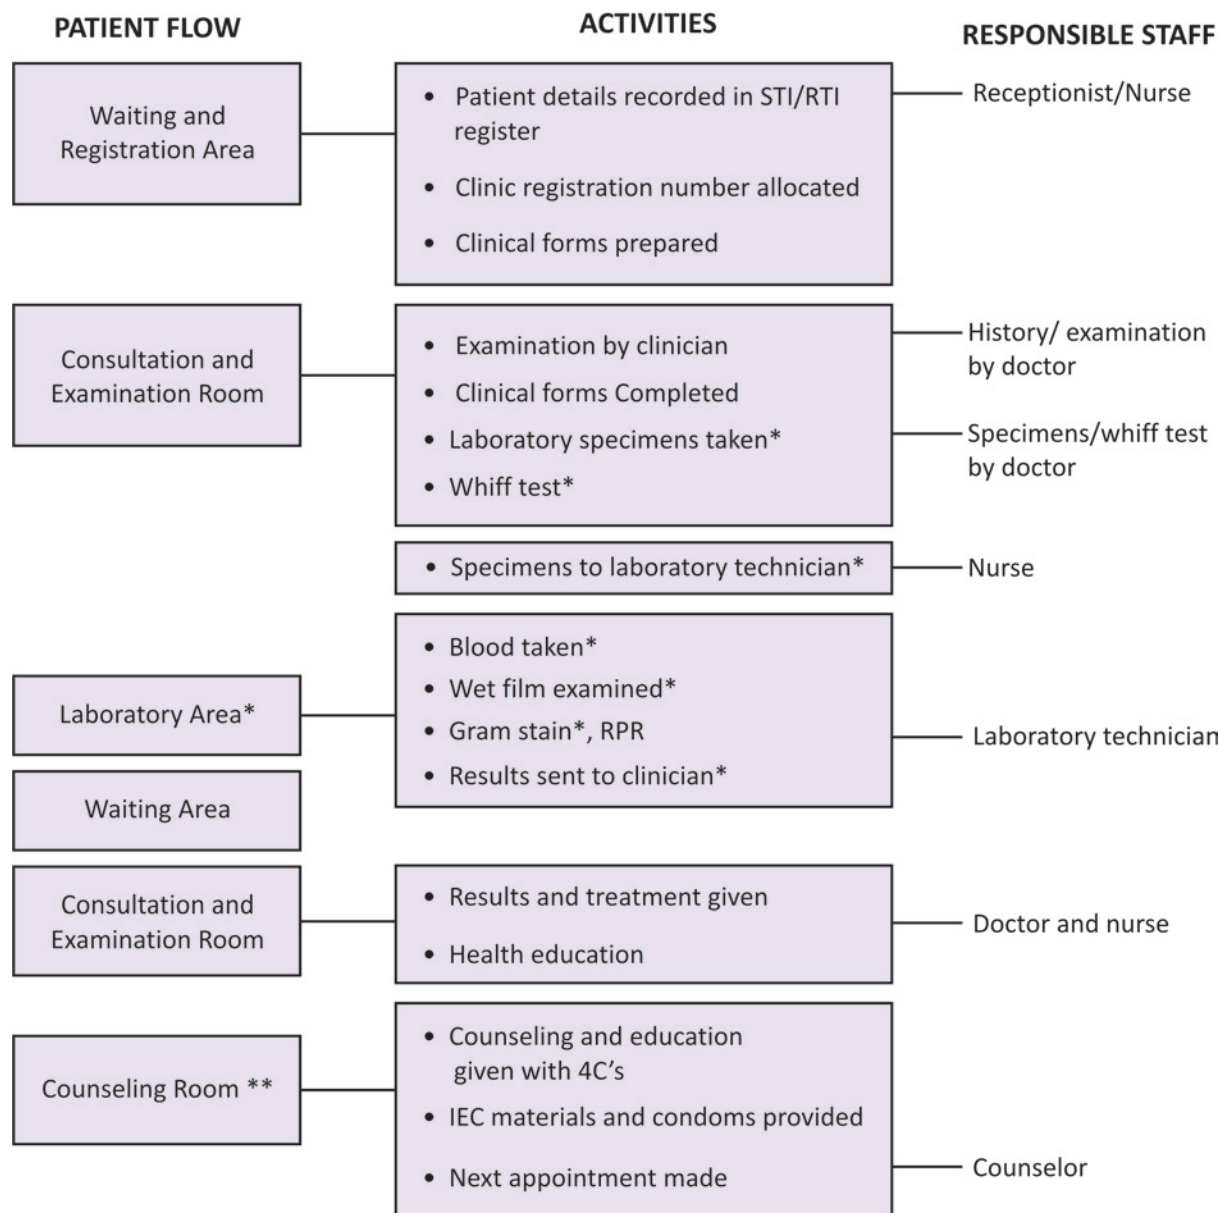 PATIENT FLOW
ACTIVITIES
RESPONSIBLE STAFF
Waiting and
Registration Area
• Patient details recorded in STI/RTI
register
• Clinic registration number allocated
• Clinical forms prepared
Receptionist/Nurse
Consultation and
Examination Room
• Examination by clinician
• Clinical forms Completed
• Laboratory specimens taken*
• Whiff test*
History/ examination
by doctor
Specimens/whiff test
by doctor
• Specimens to laboratory technician*
Nurse
Laboratory Area*
• Blood taken*
• Wet film examined*
• Gram stain*, RPR
• Results sent to clinician*
Laboratory technician
Waiting Area
Consultation and
Examination Room
• Results and treatment given
• Health education
Doctor and nurse
Counseling Room **
• Counseling and education
given with 4C's
• IEC materials and condoms provided
• Next appointment made
Counselor